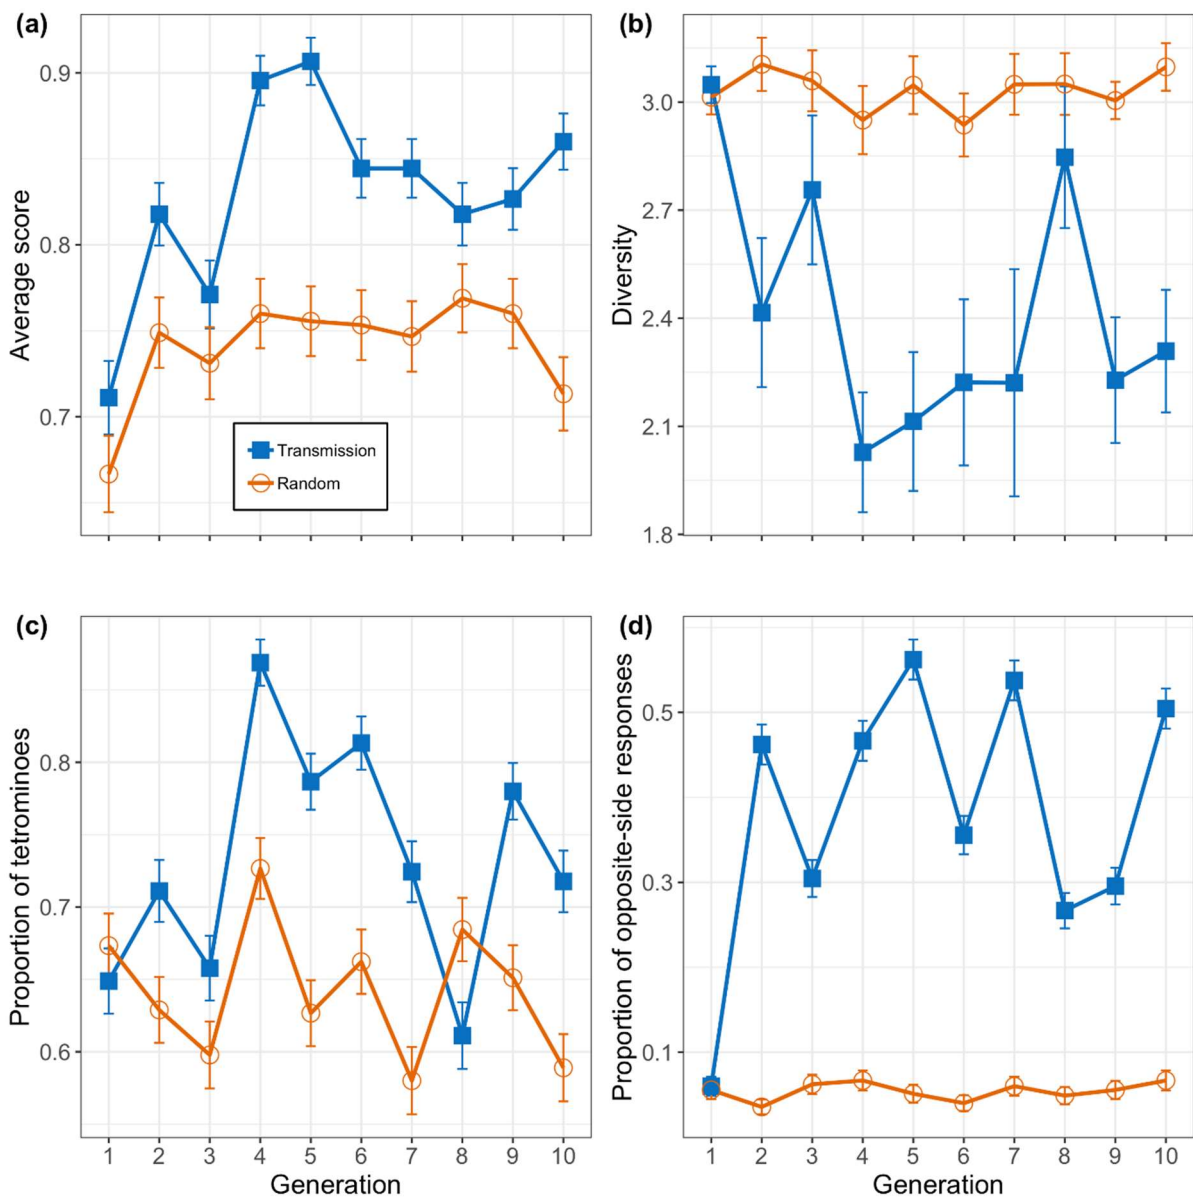 (a)
Average score
0.9
0.8
0.7
Transmission
Random
(b)
Diversity
3.0
2.7
2.4
2.1
1.8
(c)
Proportion of tetrominoes
0.8
0.7
0.6
1 2 3 4 5 6 7 8 9 10
Generation
(d)
Proportion of opposite-side responses
0.5
0.3
0.1
1 2 3 4 5 6 7 8 9 10
Generation